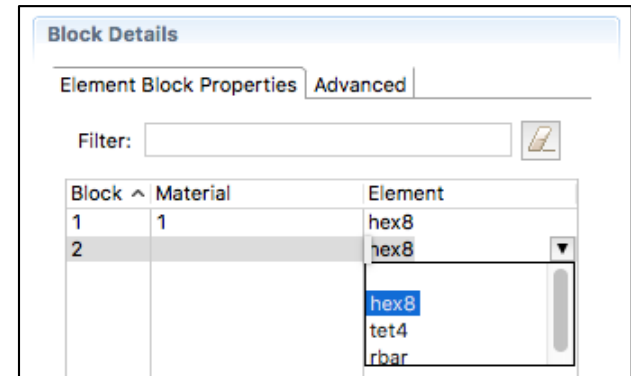 Block Details
Element Block Properties Advanced
Filter:
Block Material Element
1 1 hex8
2 hex8
hex8
tet4
rbar